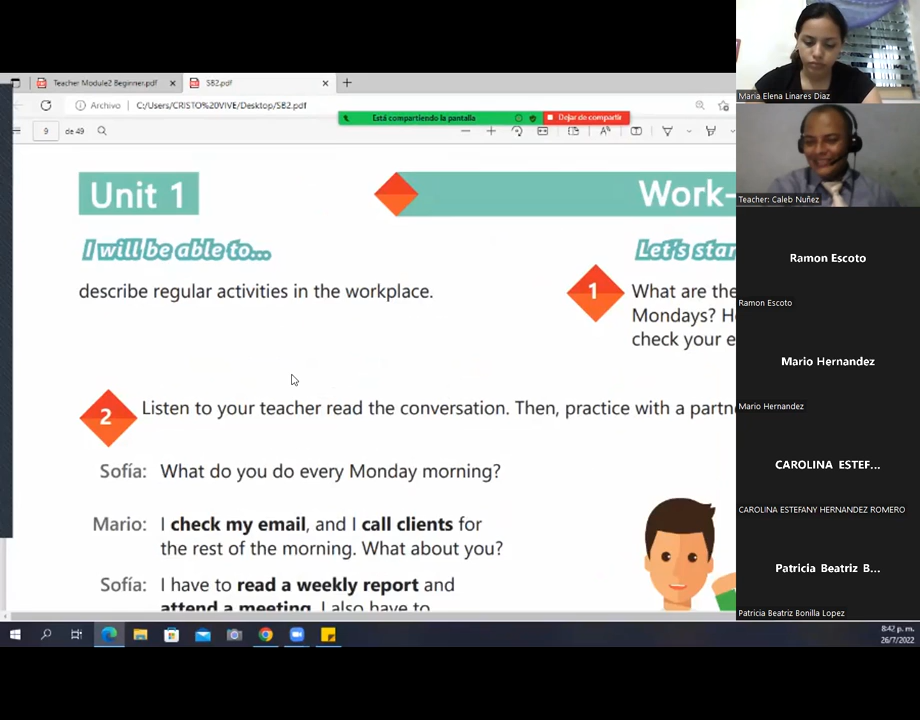 Teacher Module2 Beginner.pdf
SB2.pdf
Archivo
C:/Users/CRISTO%20VIVE/Desktop/SB2.pdf
Está compartiendo la pantalla
Dejar de compartir
9
de 49
Unit 1
Work-
I will be able to...
Let's star
describe regular activities in the workplace.
1
What are the
Mondays? H
check your e
2
Listen to your teacher read the conversation. Then, practice with a partn
Sofía: What do you do every Monday morning?
Mario: I check my email, and I call clients for
the rest of the morning. What about you?
Sofía: I have to read a weekly report and
attend a meeting. I also have to
Maria Elena Linares Diaz
Teacher: Caleb Nuñez
Ramon Escoto
Ramon Escoto
Mario Hernandez
Mario Hernandez
CAROLINA ESTEF...
CAROLINA ESTEFANY HERNANDEZ ROMERO
Patricia Beatriz B...
Patricia Beatriz Bonilla Lopez
8:42 p. m.
26/7/2022